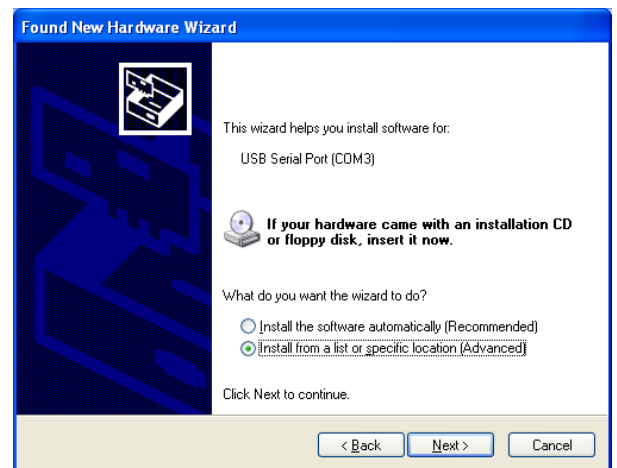 Found New Hardware Wizard
This wizard helps you install software for:
USB Serial Port (COM3)
If your hardware came with an installation CD
or floppy disk, insert it now.
What do you want the wizard to do?
Install the software automatically (Recommended)
Install from a list or specific location (Advanced)
Click Next to continue.
< Back
Next >
Cancel